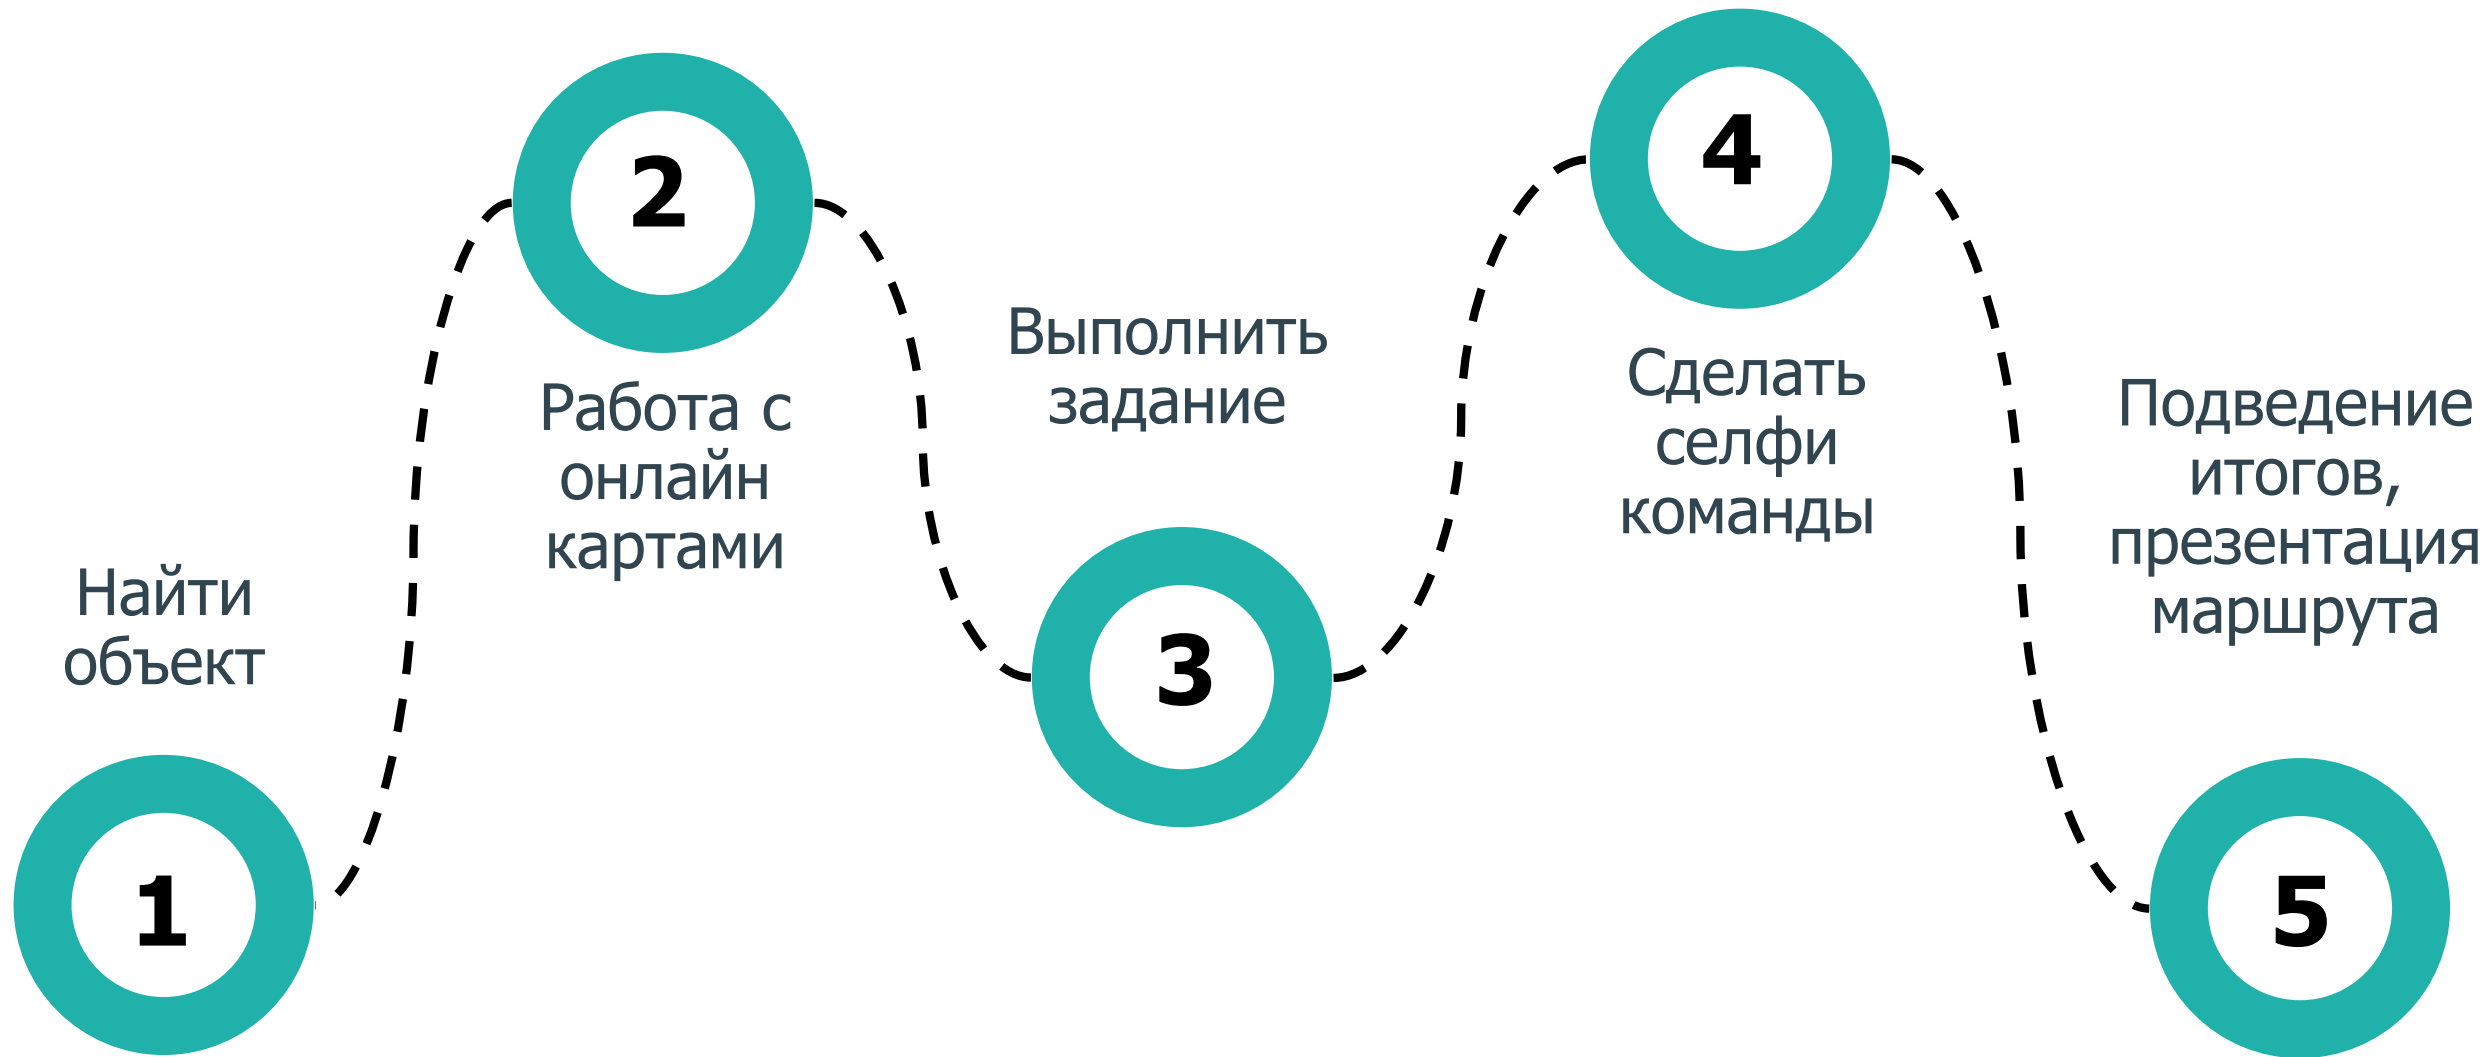 1
Найти
объект
2
Работа с
онлайн
картами
3
Выполнить
задание
4
Сделать
селфи
команды
5
Подведение
итогов,
презентация
маршрута